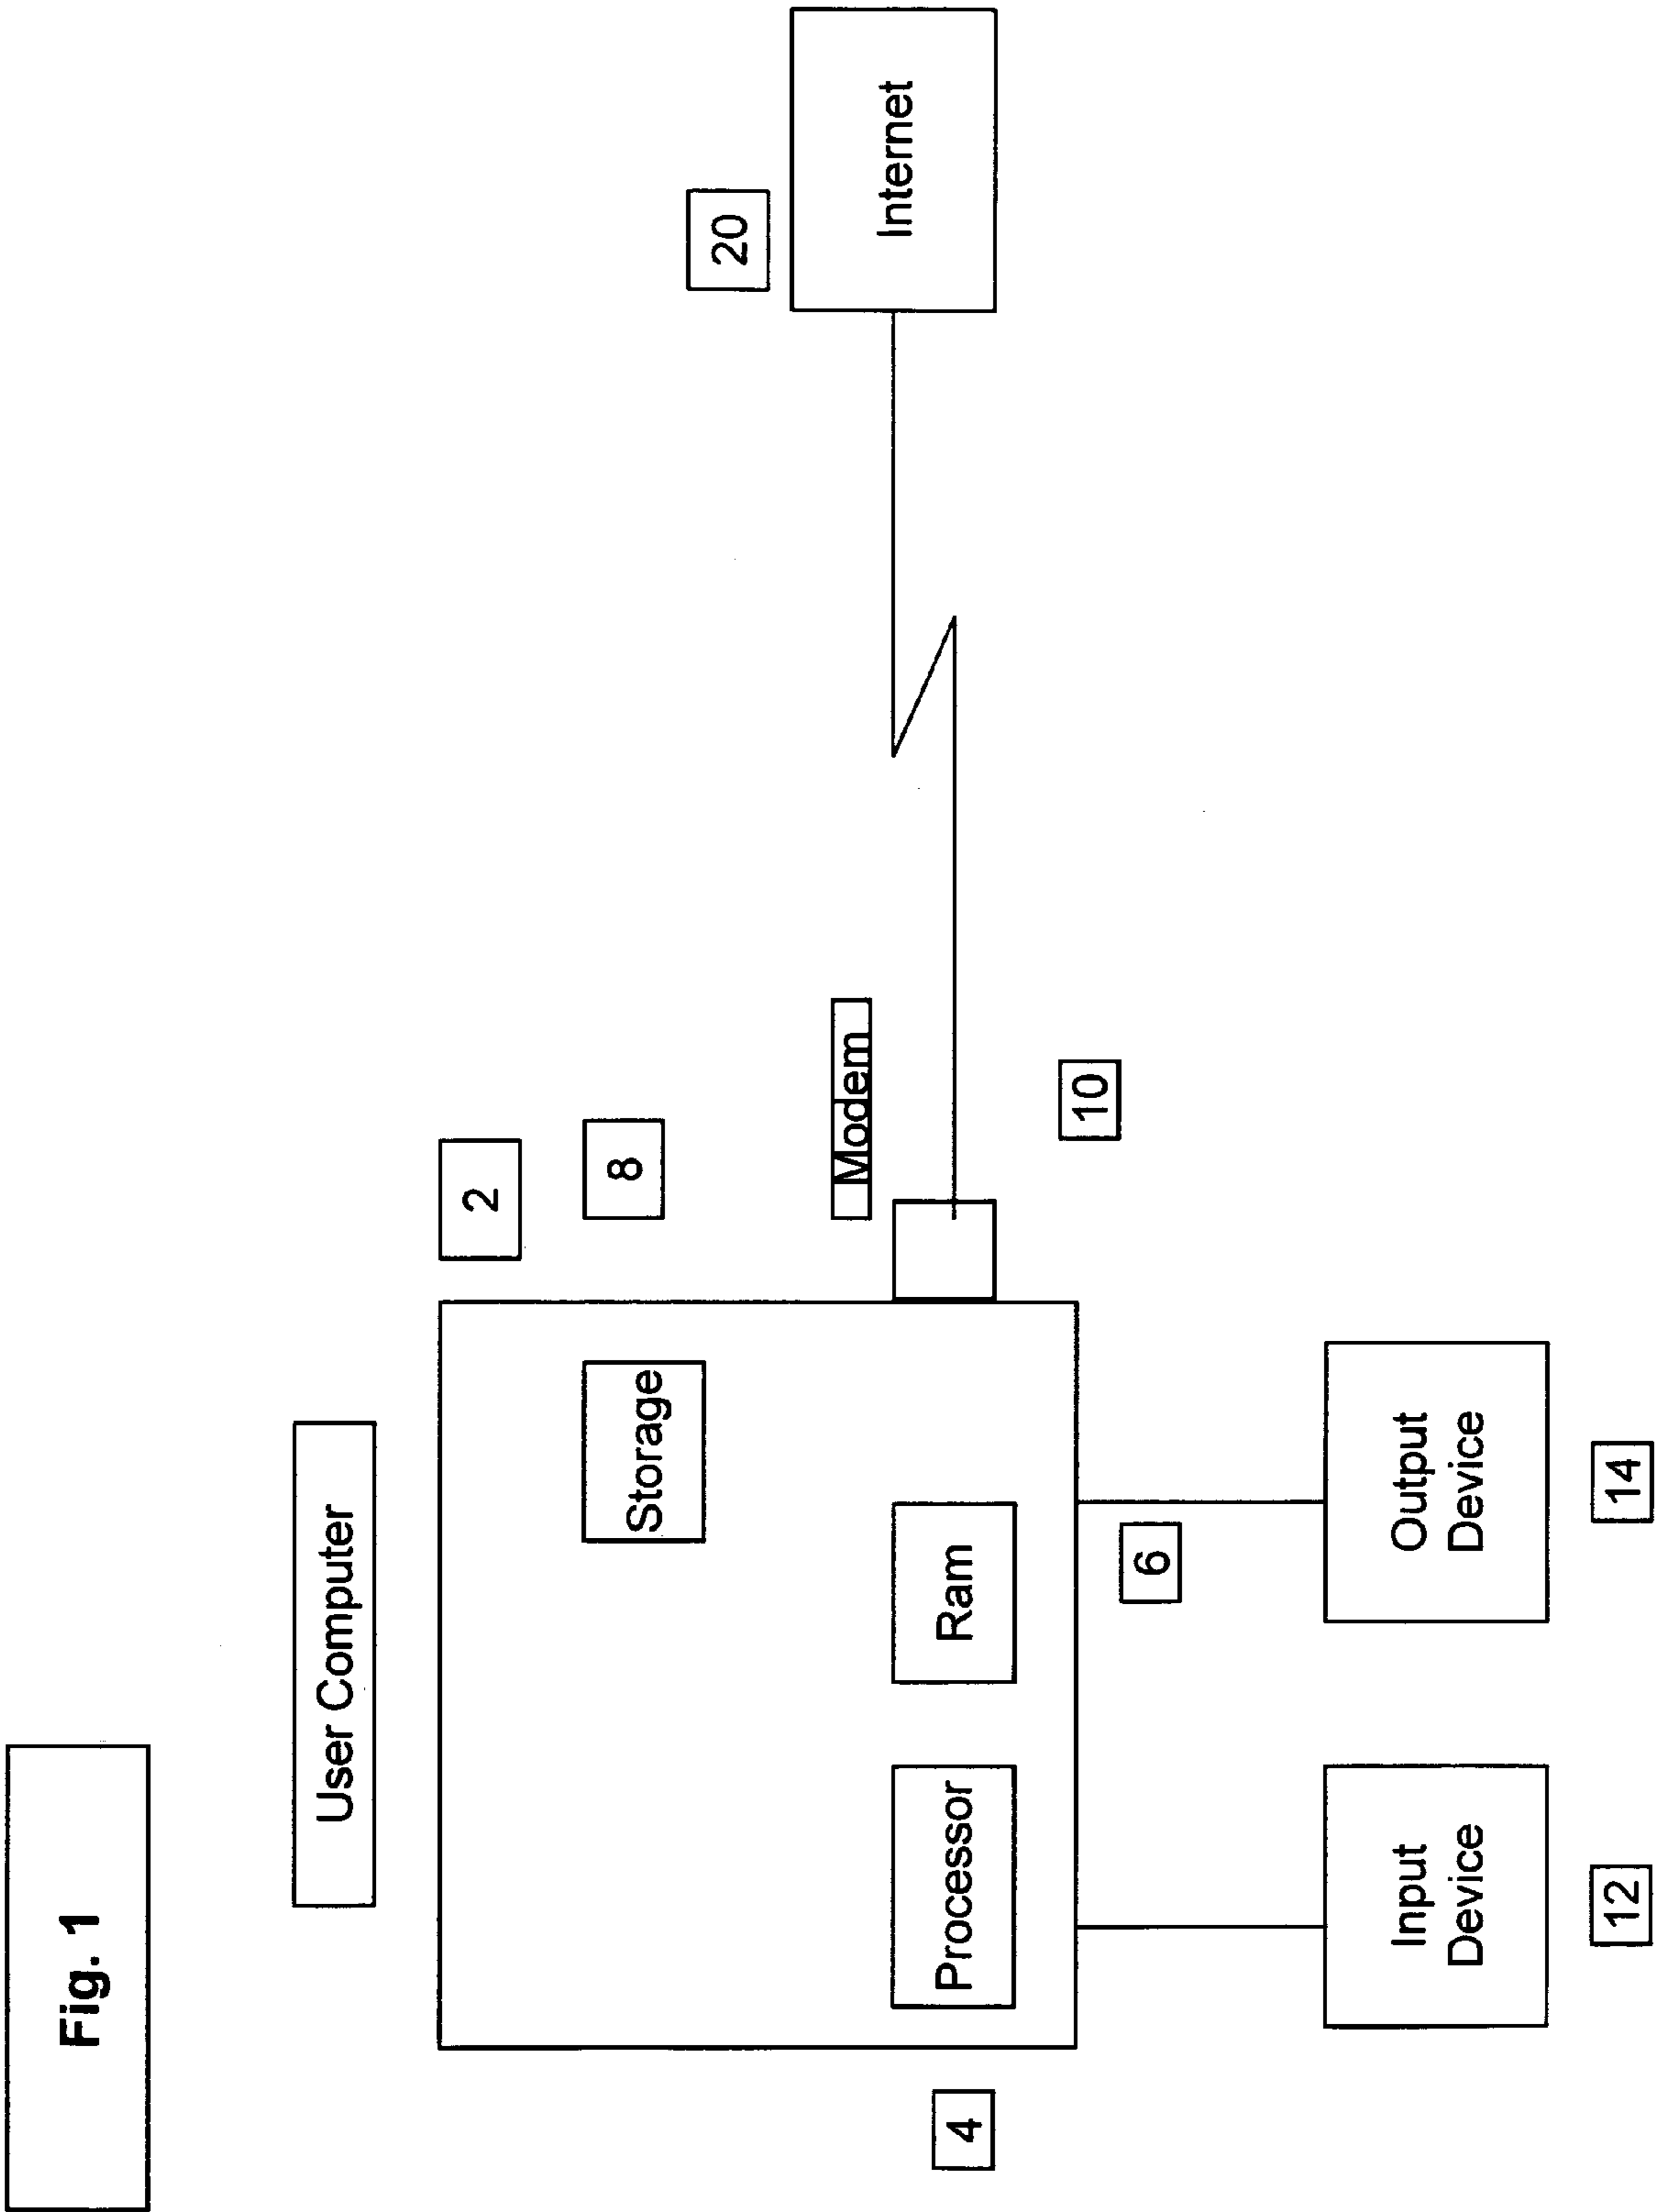 Fig. 1
User Computer
2
Storage
8
Modem
20
Internet
4
Processor
Ram
10
6
Input
Device
Output
Device
12
14